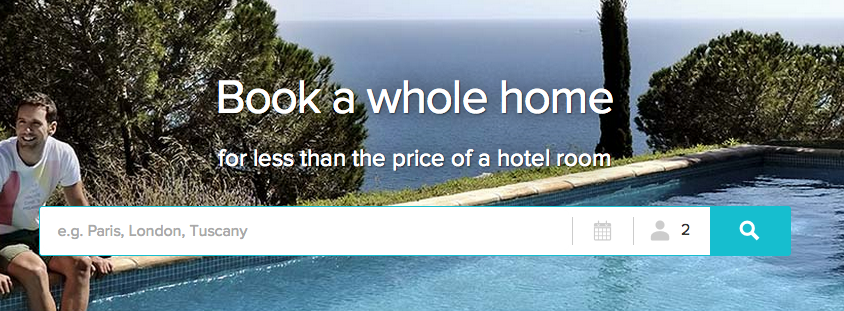 Book a whole home
for less than the price of a hotel room
e.g. Paris, London, Tuscany
2